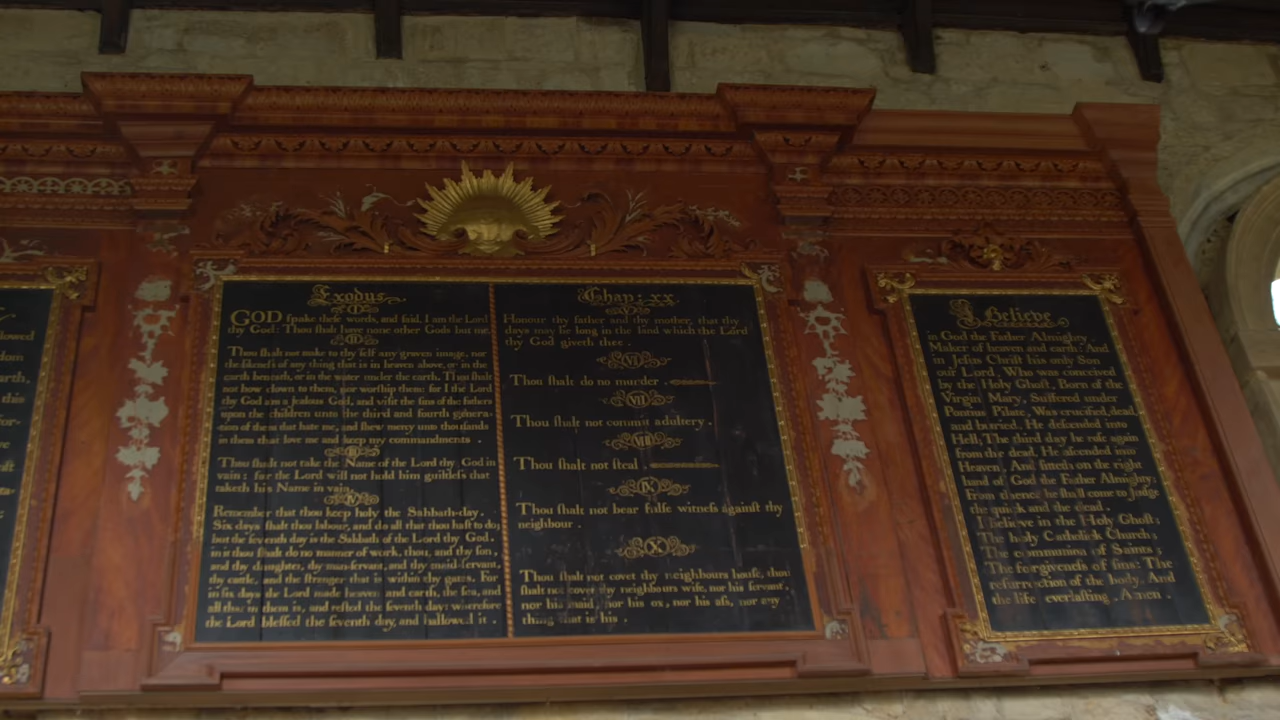 lowed
dom
arth,
this
for-
Exodus
I
GOD spake these words, and said, I am the Lord
thy God: Thou shalt have none other Gods but me.
II
Thou shalt not make to thy self any graven image, nor
the likeness of any thing that is in heaven above, or in the
earth beneath, or in the water under the earth. Thou shalt
not bow down to them, nor worship them: for I the Lord
thy God am a jealous God, and visit the sins of the fathers
upon the children unto the third and fourth genera-
tion of them that hate me, and shew mercy unto thousands
in them that love me and keep my commandments .
III
Thou shalt not take the Name of the Lord thy God in
vain: for the Lord will not hold him guiltless that
taketh his Name in vain.
IV
Remember that thou keep holy the Sabbath-day.
Six days shalt thou labour, and do all that thou hast to do;
but the seventh day is the Sabbath of the Lord thy God.
in it thou shalt do no manner of work, thou, and thy son,
and thy daughter, thy man-servant, and thy maid-servant,
thy cattle, and the stranger that is within thy gates. For
in six days the Lord made heaven and earth, the sea, and
all that in them is, and rested the seventh day: wherefore
the Lord blessed the seventh day, and hallowed it .
Chap: xx
V
Honour thy father and thy mother, that thy
days may be long in the land which the Lord
thy God giveth thee .
VI
Thou shalt do no murder .
VII
Thou shalt not commit adultery .
VIII
Thou shalt not steal .
IX
Thou shalt not bear false witness against thy
neighbour .
X
Thou shalt not covet thy neighbours house, thou
shalt not covet thy neighbours wife, nor his servant,
nor his maid, nor his ox, nor his ass, nor any
thing that is his .
I Believe
in God the Father Almighty
Maker of heaven and earth: And
in Jesus Christ his only Son
our Lord, Who was conceived
by the Holy Ghost, Born of the
Virgin Mary, Suffered under
Pontius Pilate, Was crucified, dead,
and buried, He descended into
Hell; The third day he rose again
from the dead, He ascended into
Heaven, And sitteth on the right
hand of God the Father Almighty:
From thence he shall come to judge
the quick and the dead.
I believe in the Holy Ghost;
The holy Catholick Church;
The communion of Saints;
The forgiveness of sins: The
resurrection of the body, And
the life everlasting . Amen .